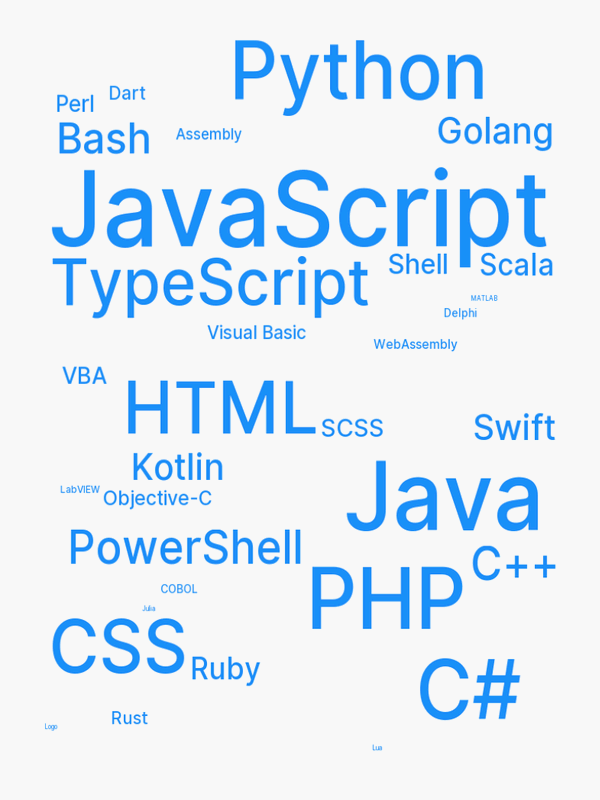 Python
Dart
Perl
Bash
Assembly
Golang
JavaScript
TypeScript
Shell
Scala
MATLAB
Delphi
Visual Basic
WebAssembly
VBA
HTML
SCSS
Swift
Kotlin
LabVIEW
Objective-C
Java
PowerShell
C++
COBOL
PHP
Julia
CSS
Ruby
C#
Rust
Logo
Lua